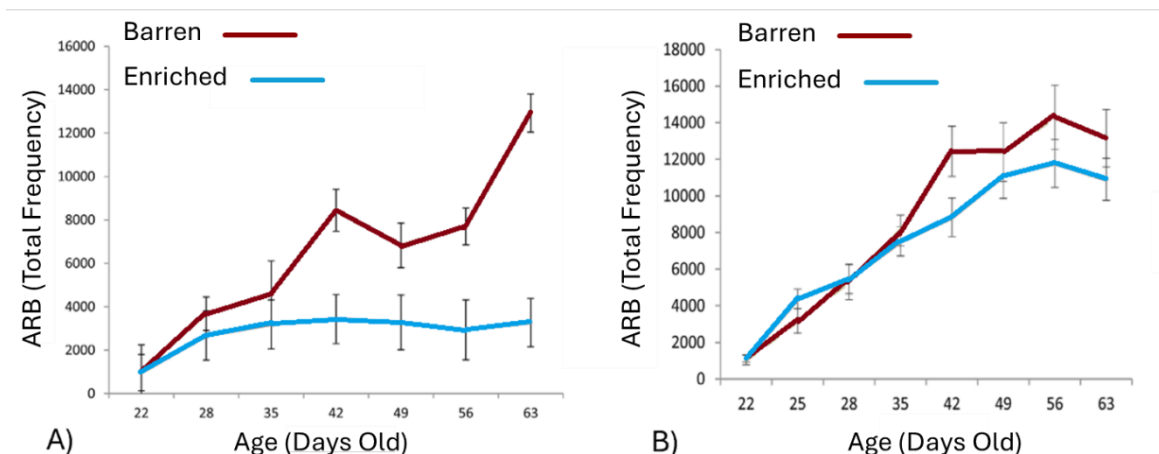 Barren
Enriched
ARB (Total Frequency)
16000
14000
12000
10000
8000
6000
4000
2000
0
22 28 35 42 49 56 63
A)
Age (Days Old)
Barren
Enriched
ARB (Total Frequency)
18000
16000
14000
12000
10000
8000
6000
4000
2000
0
22 25 28 35 42 49 56 63
B)
Age (Days Old)